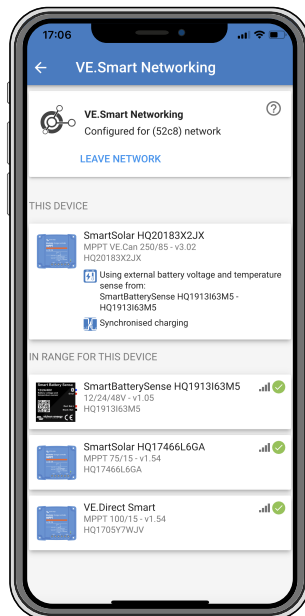 17:06
VE.Smart Networking
VE.Smart Networking
Configured for (52c8) network
LEAVE NETWORK
THIS DEVICE
SmartSolar HQ20183X2JX
MPPT VE.Can 250/85 - v3.02
HQ20183X2JX
Using external battery voltage and temperature
sense from:
SmartBatterySense HQ1913I63M5 -
HQ1913I63M5
Synchronised charging
IN RANGE FOR THIS DEVICE
Smart Battery Sense
SmartBatterySense HQ1913I63M5
12/24/48V - v1.05
HQ1913I63M5
SmartSolar HQ17466L6GA
MPPT 75/15 - v1.54
HQ17466L6GA
VE.Direct Smart
MPPT 100/15 - v1.54
HQ1705Y7WJV